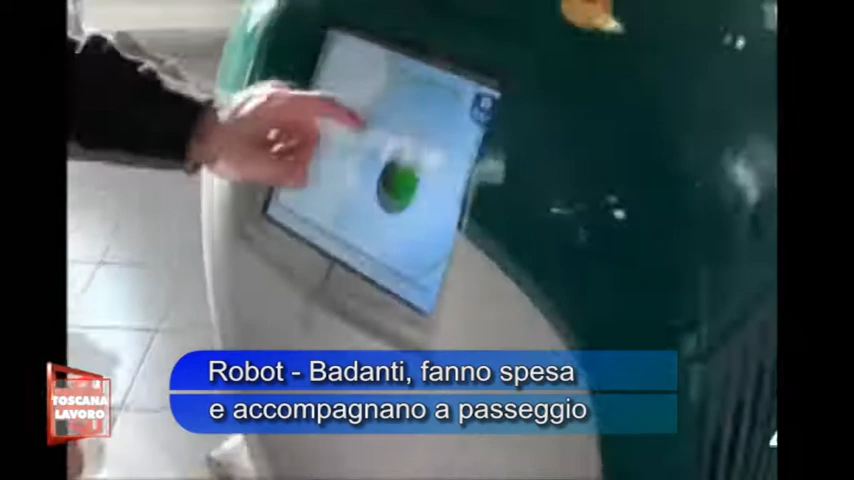 Robot - Badanti, fanno spesa
e accompagnano a passeggio
TOSCANA
LAVORO